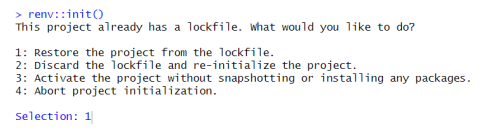 > renv::init()
This project already has a lockfile. What would you like to do?
1: Restore the project from the lockfile.
2: Discard the lockfile and re-initialize the project.
3: Activate the project without snapshotting or installing any packages.
4: Abort project initialization.
Selection: 1